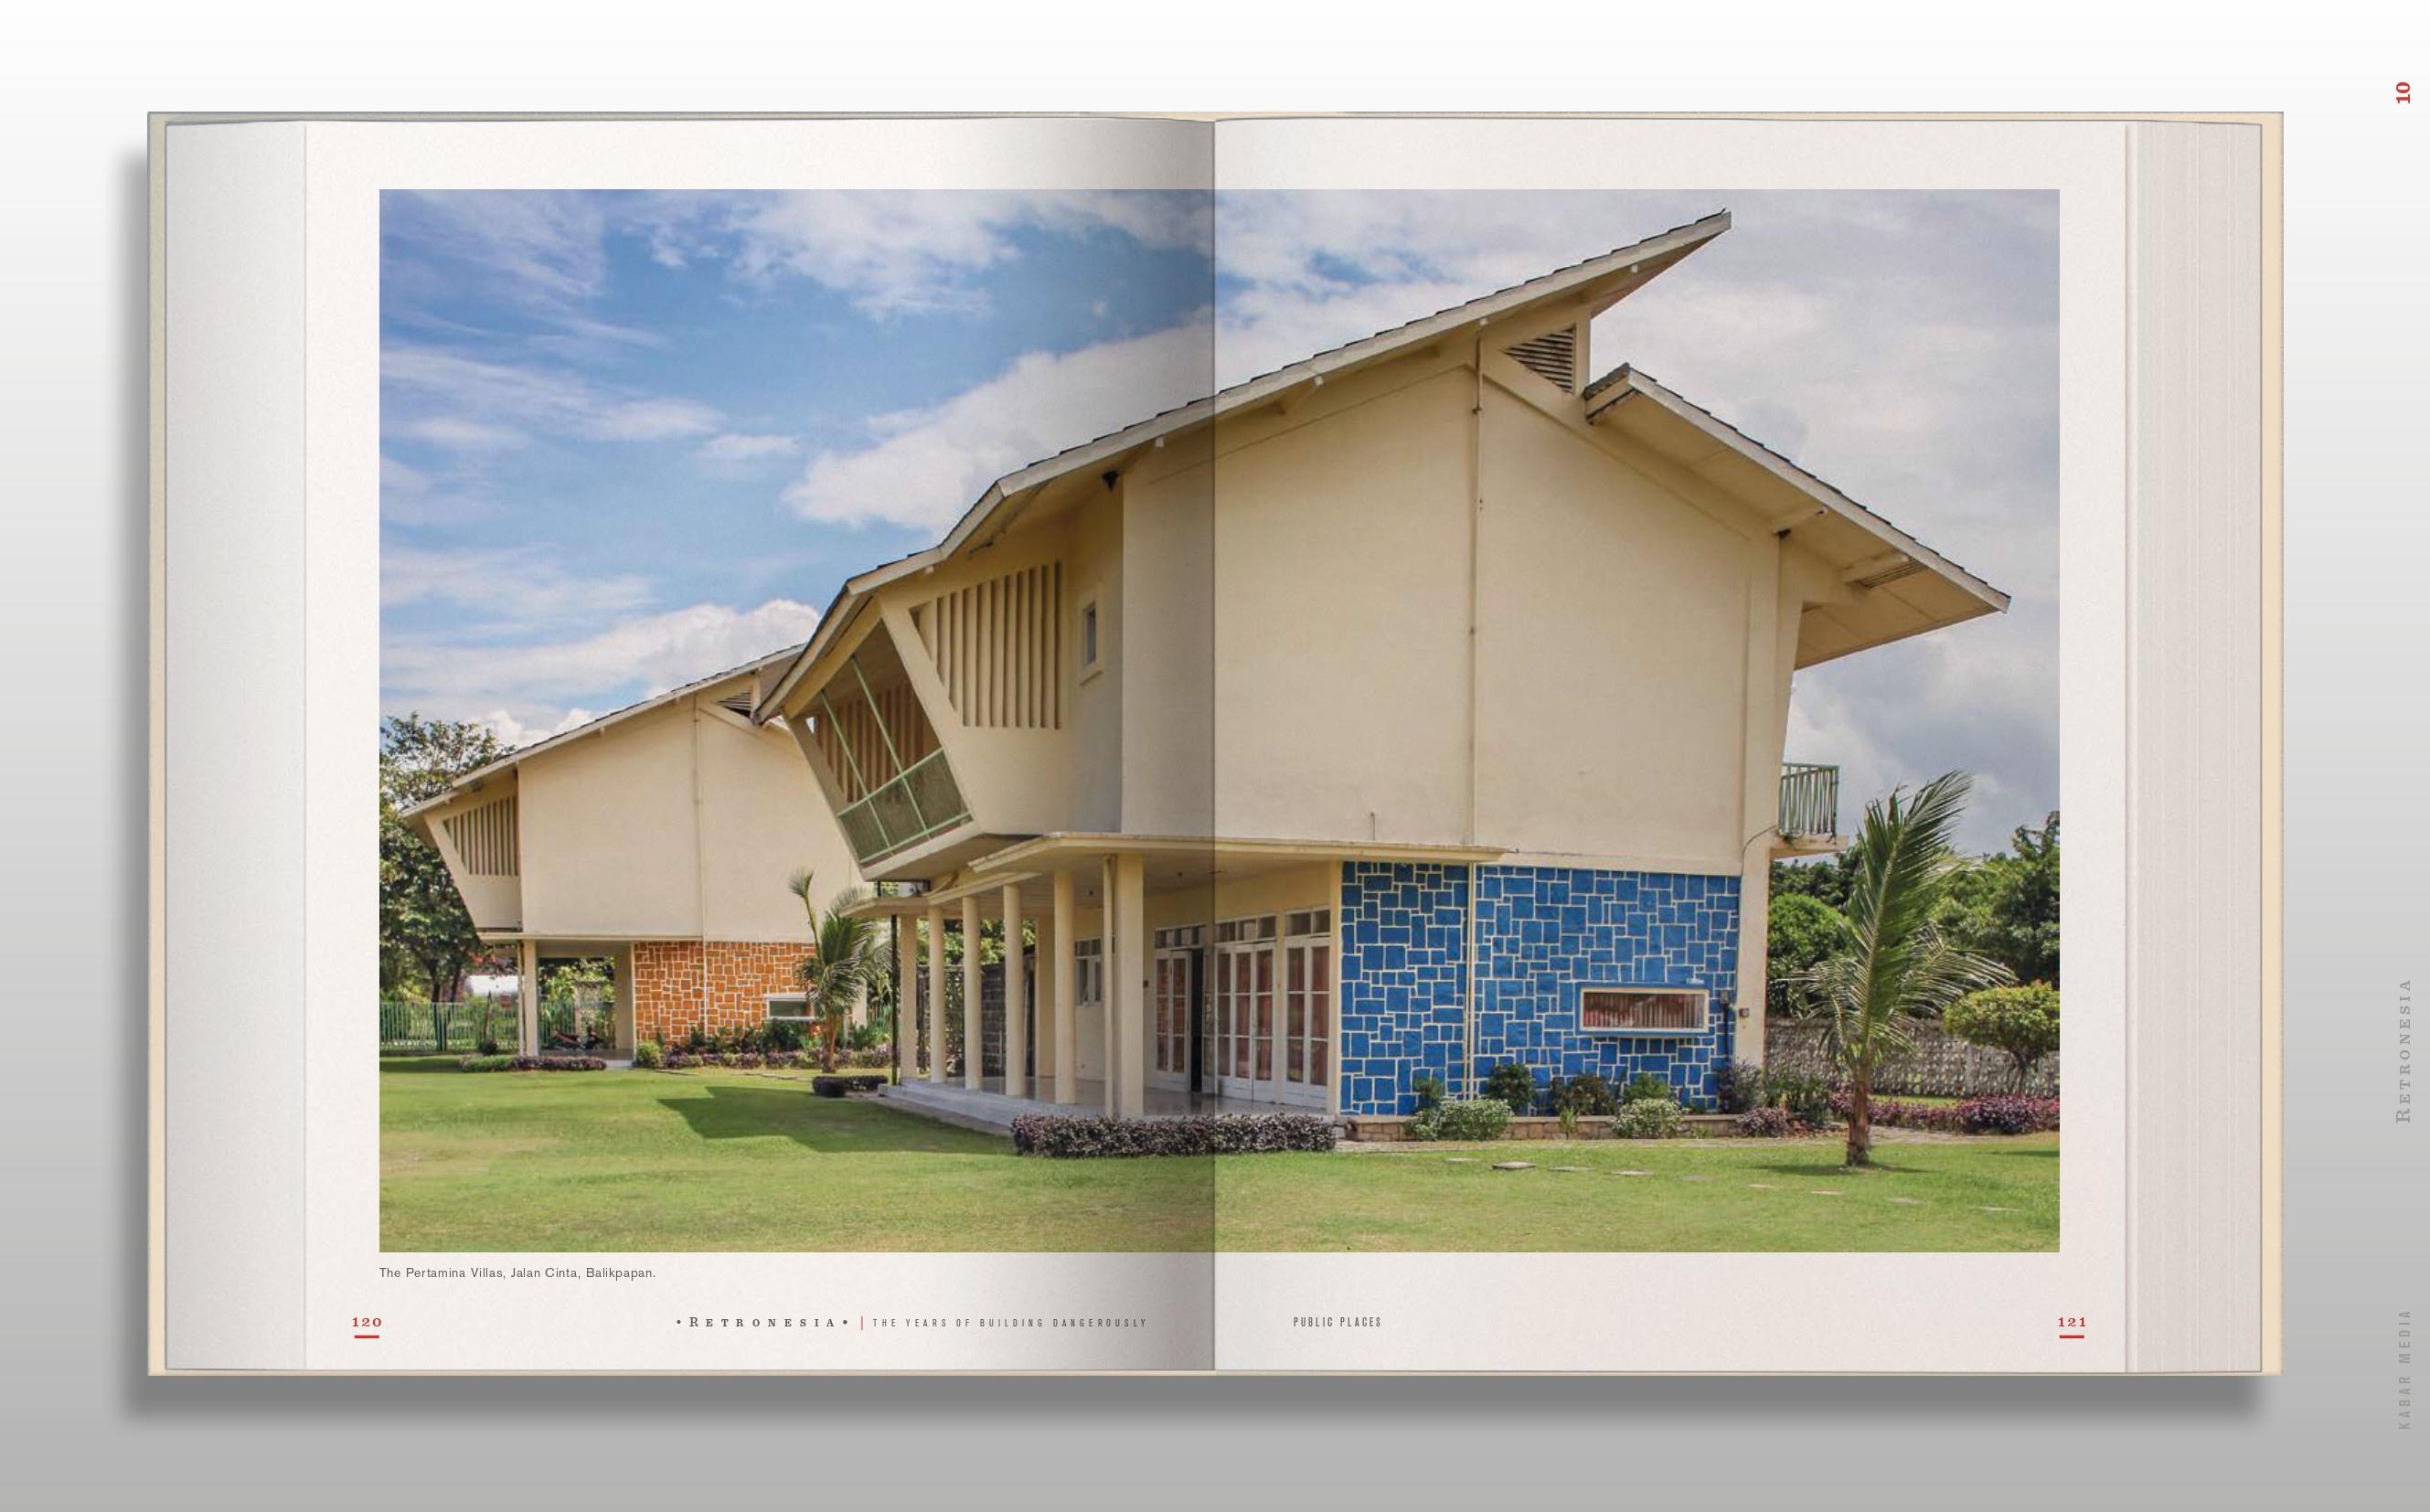 10
The Pertamina Villas, Jalan Cinta, Balikpapan.
120
• RETRONESIA • | THE YEARS OF BUILDING DANGEROUSLY
PUBLIC PLACES
121
RETRONESIA
KABAR MEDIA